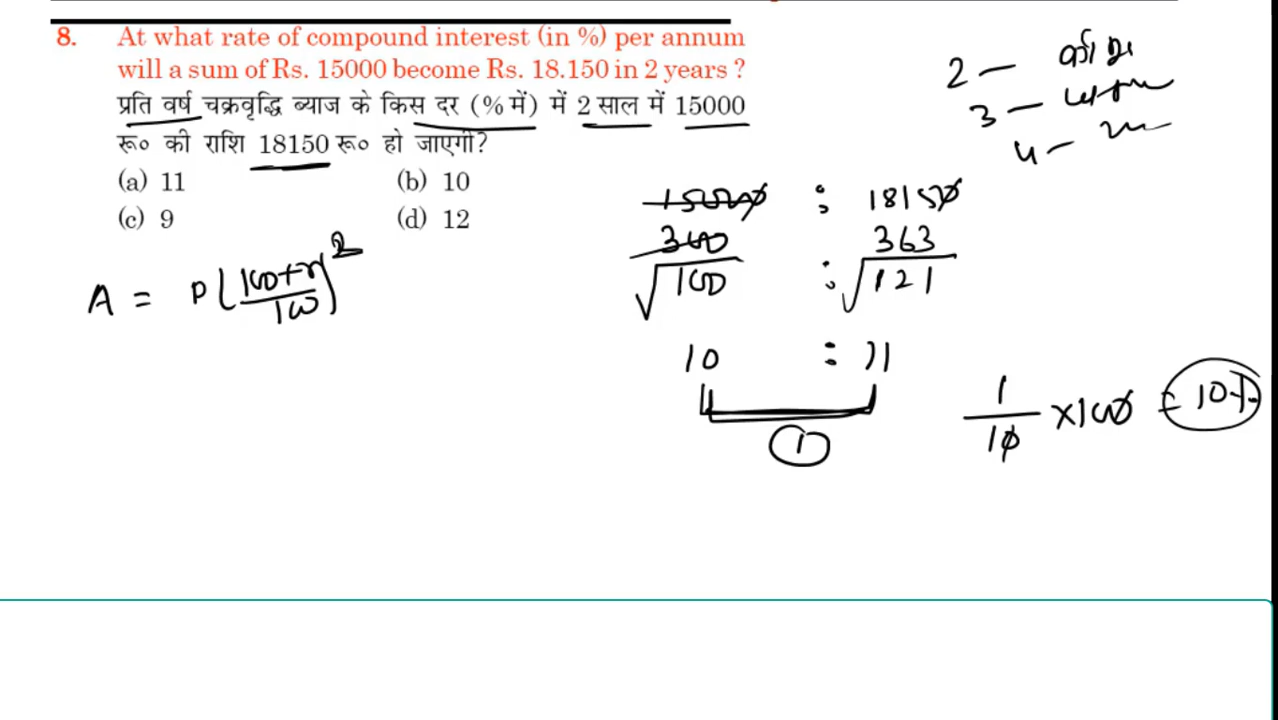 8. At what rate of compound interest (in %) per annum
will a sum of Rs. 15000 become Rs. 18.150 in 2 years ?
प्रति वर्ष चक्रवृद्धि ब्याज के किस दर (% में) में 2 साल में 15000
रू० की राशि 18150 रू० हो जाएगी?
(a) 11 (b) 10
(c) 9 (d) 12
2 –
3 –
4 –
15000 : 18150
300 363
√100 : √121
A = P(100+r/100)²
10 : 11
1
1/10 ×100 = 10%